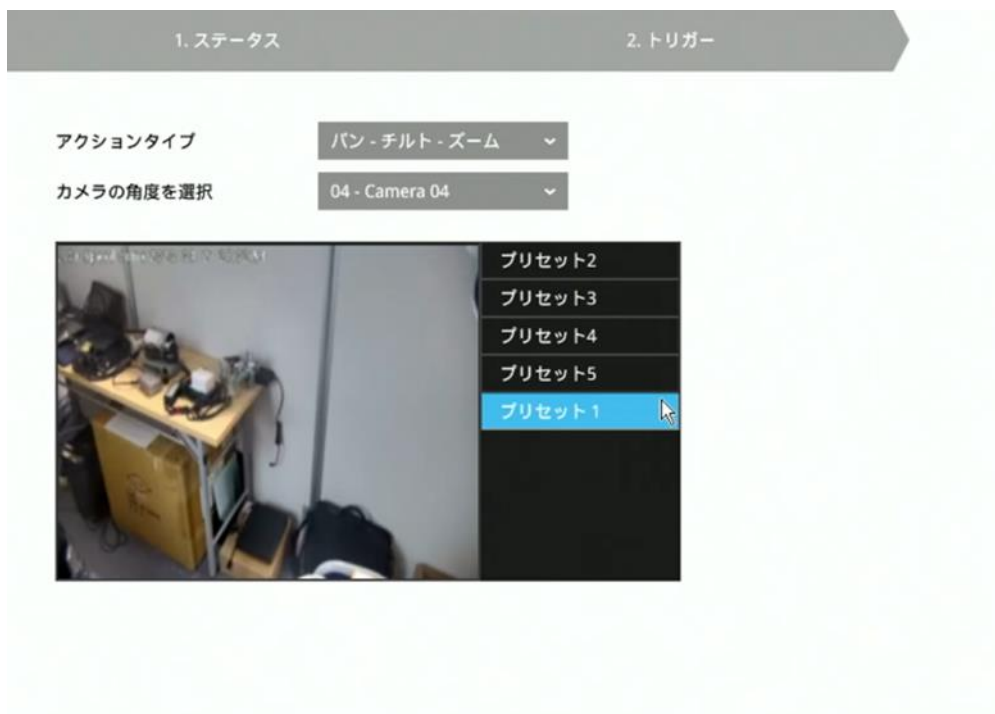 1. ステータス
2. トリガー
アクションタイプ
パン - チルト - ズーム
カメラの角度を選択
04 - Camera 04
プリセット2
プリセット3
プリセット4
プリセット5
プリセット 1